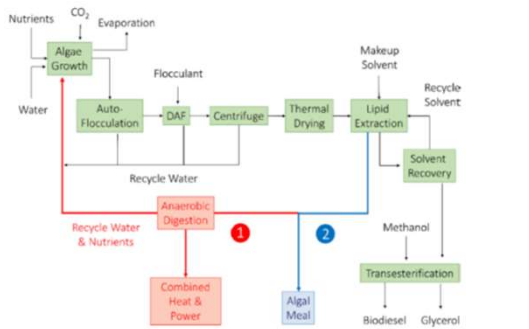 Nutrients
CO2
Evaporation
Algae
Growth
Water
Flocculant
Makeup
Solvent
Recycle
Solvent
Auto-
Flocculation
DAF
Centrifuge
Thermal
Drying
Lipid
Extraction
Solvent
Recovery
Recycle Water
Anaerobic
Digestion
1
2
Recycle Water
& Nutrients
Methanol
Combined
Heat &
Power
Algal
Meal
Transesterification
Biodiesel
Glycerol